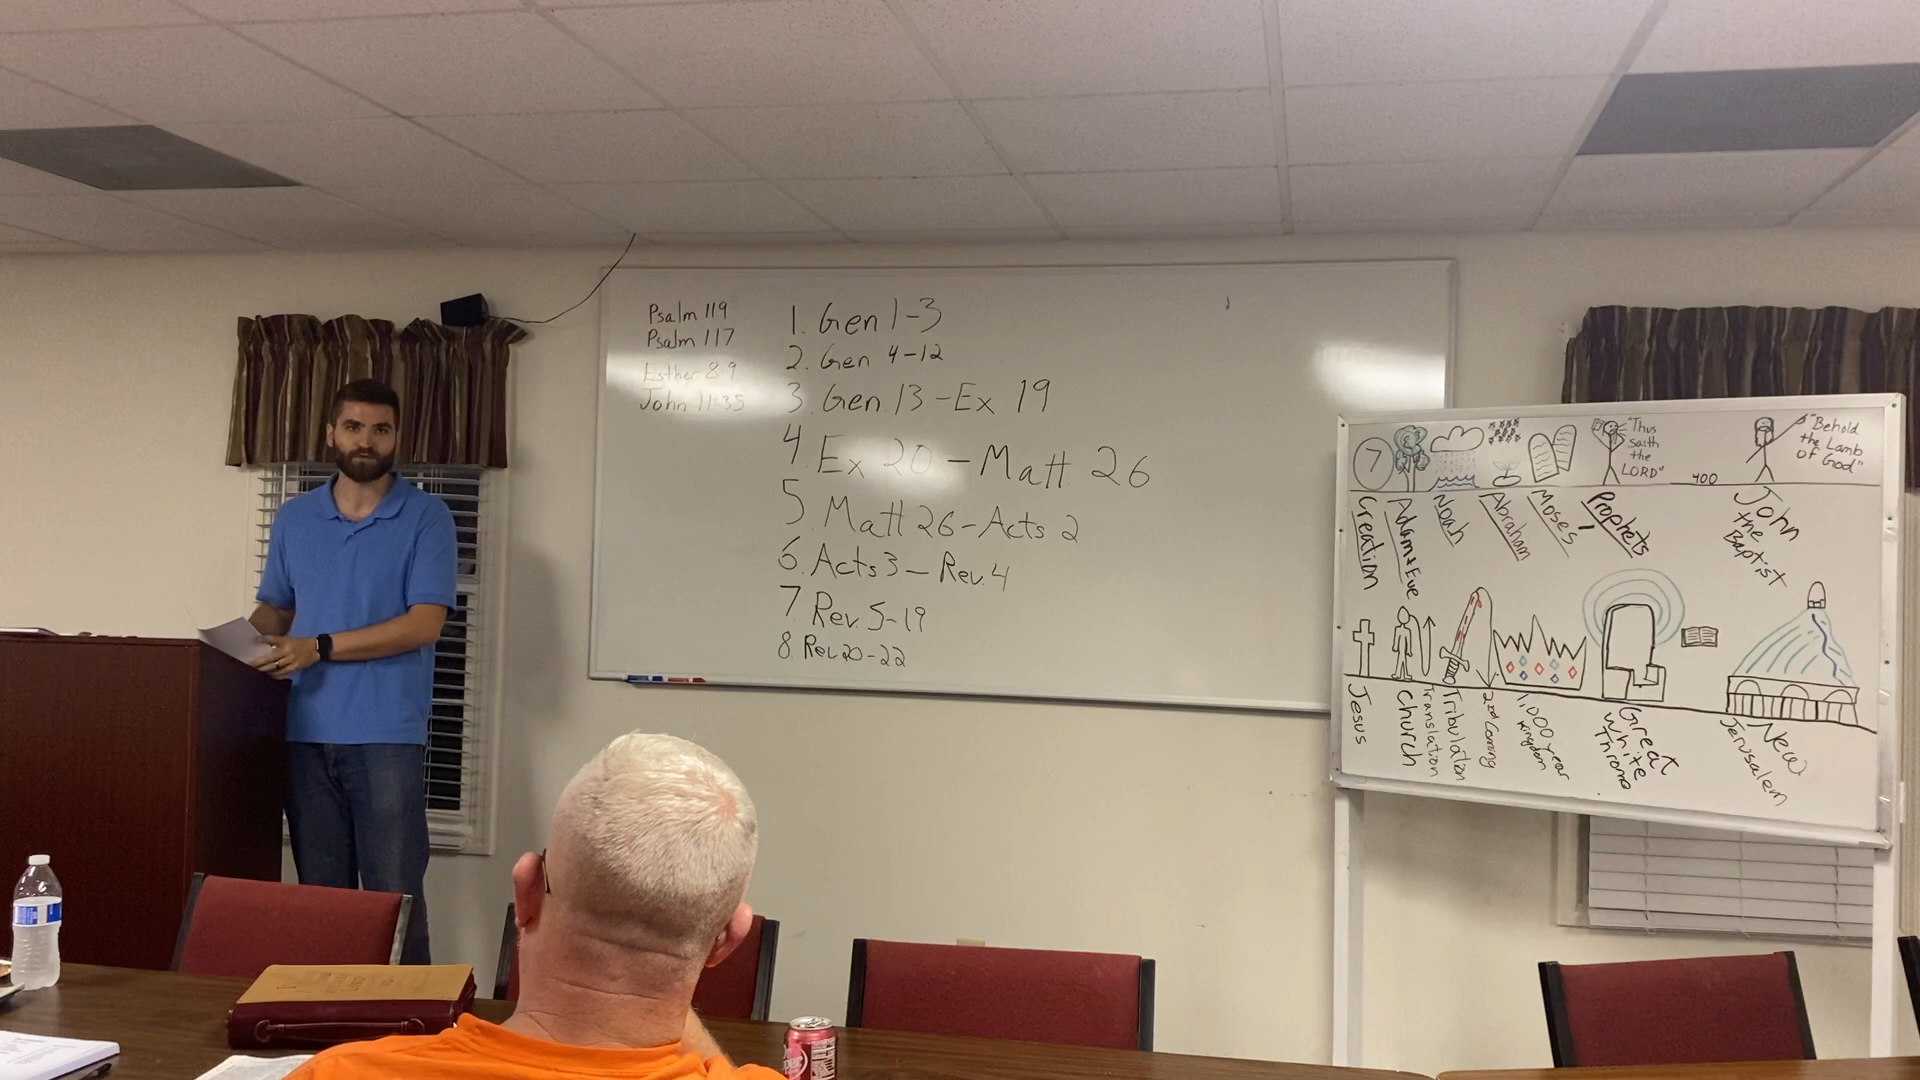 Psalm 119
Psalm 117
Esther 8 9
John 11:35
1. Gen 1-3
2. Gen 4-12
3. Gen. 13-Ex 19
4. Ex 20-Matt. 26
5. Matt 26-Acts 2
6. Acts 3-Rev. 4
7 Rev. 5-19
8. Rev 20-22
7
"Thus
saith
the
LORD"
400
"Behold
the Lamb
of God"
Creation
Adam & Eve
Noah
Abraham
Moses
Prophets
John
the
Baptist
Jesus
Church
Translation
Tribulation
2nd Coming
1,000 year
Kingdom
Great
White
Throne
New
Jerusalem